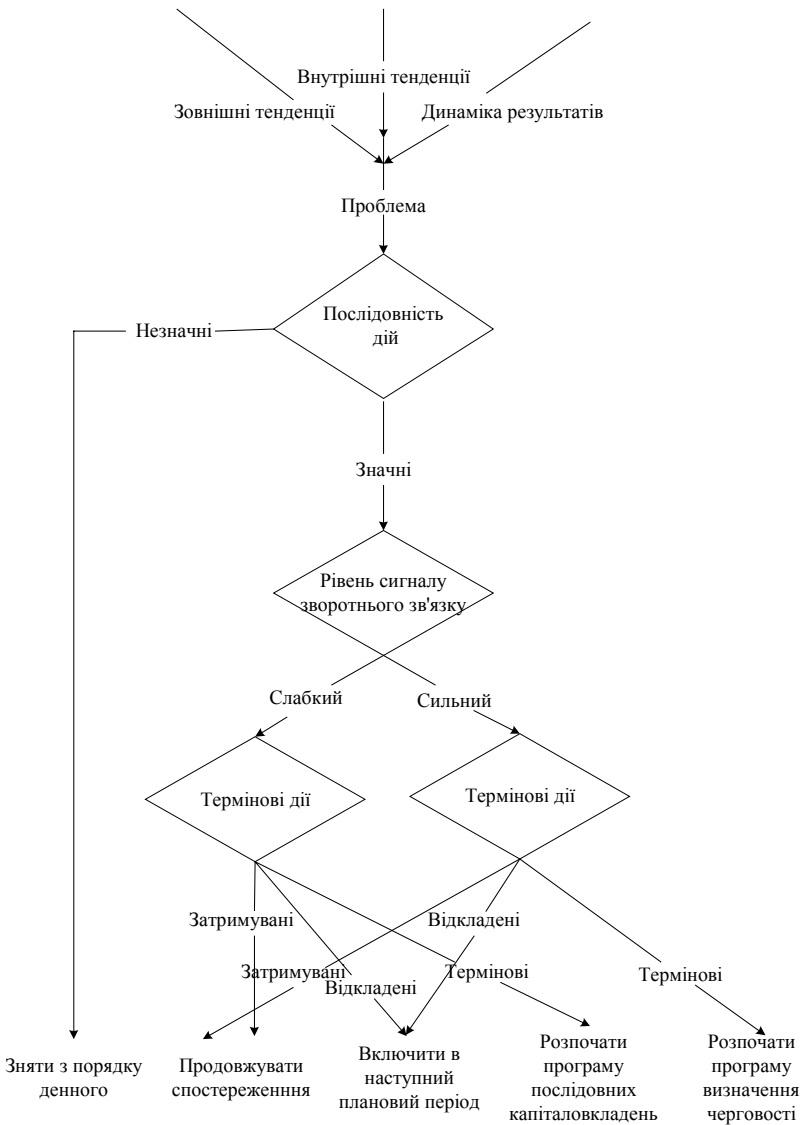 Внутрішні тенденції
Зовнішні тенденції
Динаміка результатів
Проблема
Послідовність
дій
Незначні
Значні
Рівень сигналу
зворотнього зв'язку
Слабкий
Сильний
Термінові дії
Термінові дії
Затримувані
Відкладені
Затримувані
Термінові
Термінові
Відкладені
Зняти з порядку
денного
Продовжувати
спостереженння
Включити в
наступний
плановий період
Розпочати
програму
послідовних
капіталовкладень
Розпочати
програму
визначення
черговості